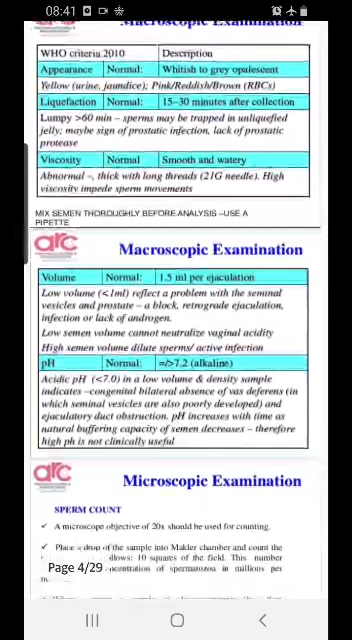 08:41
Macroscopic Examination
WHO criteria 2010 Description
Appearance Normal: Whitish to grey opalescent
Yellow (urine, jaundice); Pink/Reddish/Brown (RBCs)
Liquefaction Normal: 15–30 minutes after collection
Lumpy >60 min – sperms may be trapped in unliquefied
jelly; maybe sign of prostatic infection, lack of prostatic
protease
Viscosity Normal Smooth and watery
Abnormal –, thick with long threads (21G needle). High
viscosity impede sperm movements
MIX SEMEN THOROUGHLY BEFORE ANALYSIS –USE A
PIPETTE
arc
Macroscopic Examination
Volume Normal: 1.5 ml per ejaculation
Low volume (<1ml) reflect a problem with the seminal
vesicles and prostate – a block, retrograde ejaculation,
infection or lack of androgen.
Low semen volume cannot neutralize vaginal acidity
High semen volume dilute sperms/ active infection
pH Normal: =/>7.2 (alkaline)
Acidic pH (<7.0) in a low volume & density sample
indicates –congenital bilateral absence of vas deferens (in
which seminal vesicles are also poorly developed) and
ejaculatory duct obstruction. pH increases with time as
natural buffering capacity of semen decreases – therefore
high ph is not clinically useful
arc
Microscopic Examination
SPERM COUNT
✓ A microscope objective of 20x should be used for counting.
✓ Place a drop of the sample into Makler chamber and count the
10 squares of the field. This number
Page 4/29 of spermatozoa in millions per